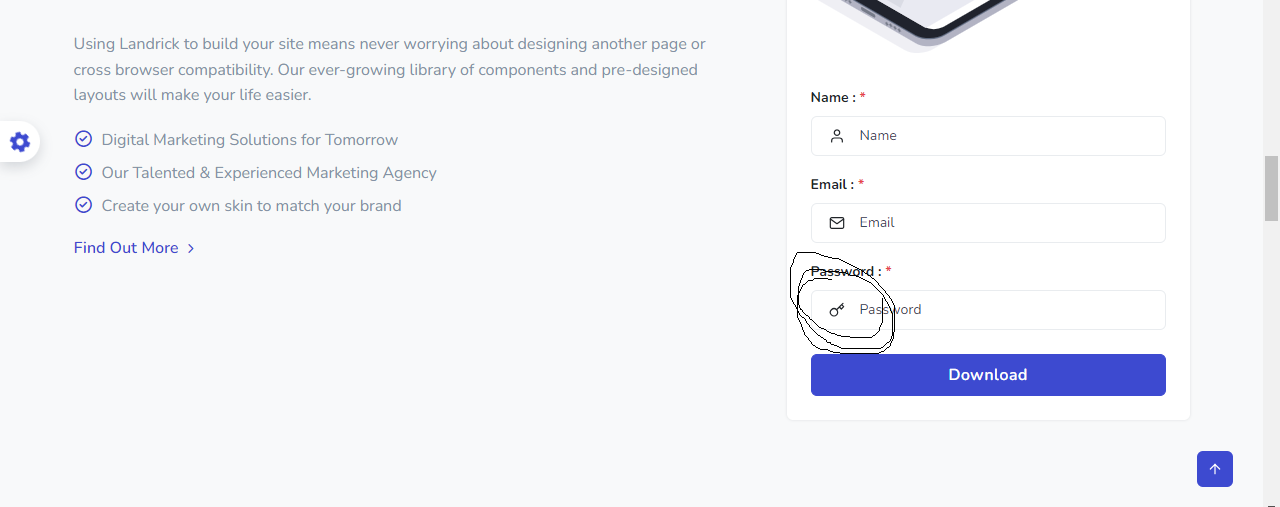 Using Landrick to build your site means never worrying about designing another page or
cross browser compatibility. Our ever-growing library of components and pre-designed
layouts will make your life easier.
Digital Marketing Solutions for Tomorrow
Our Talented & Experienced Marketing Agency
Create your own skin to match your brand
Find Out More
Name : *
Name
Email : *
Email
Password : *
Password
Download